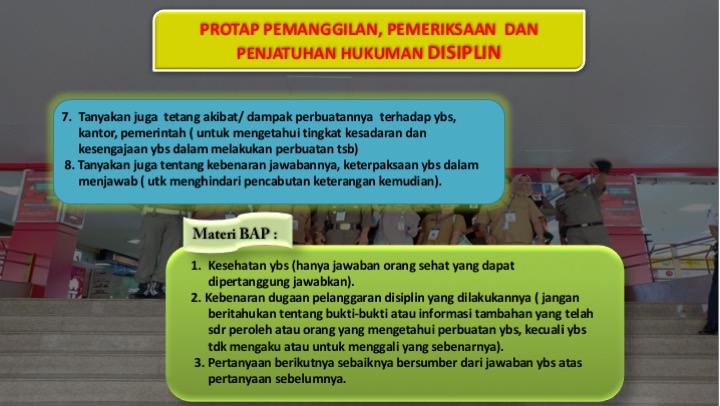 PROTAP PEMANGGILAN, PEMERIKSAAN DAN
PENJATUHAN HUKUMAN DISIPLIN
7. Tanyakan juga tetang akibat/ dampak perbuatannya terhadap ybs,
kantor, pemerintah ( untuk mengetahui tingkat kesadaran dan
kesengajaan ybs dalam melakukan perbuatan tsb)
8. Tanyakan juga tentang kebenaran jawabannya, keterpaksaan ybs dalam
menjawab ( utk menghindari pencabutan keterangan kemudian).
Materi BAP :
1. Kesehatan ybs (hanya jawaban orang sehat yang dapat
dipertanggung jawabkan).
2. Kebenaran dugaan pelanggaran disiplin yang dilakukannya ( jangan
beritahukan tentang bukti-bukti atau informasi tambahan yang telah
sdr peroleh atau orang yang mengetahui perbuatan ybs, kecuali ybs
tdk mengaku atau untuk menggali yang sebenarnya).
3. Pertanyaan berikutnya sebaiknya bersumber dari jawaban ybs atas
pertanyaan sebelumnya.